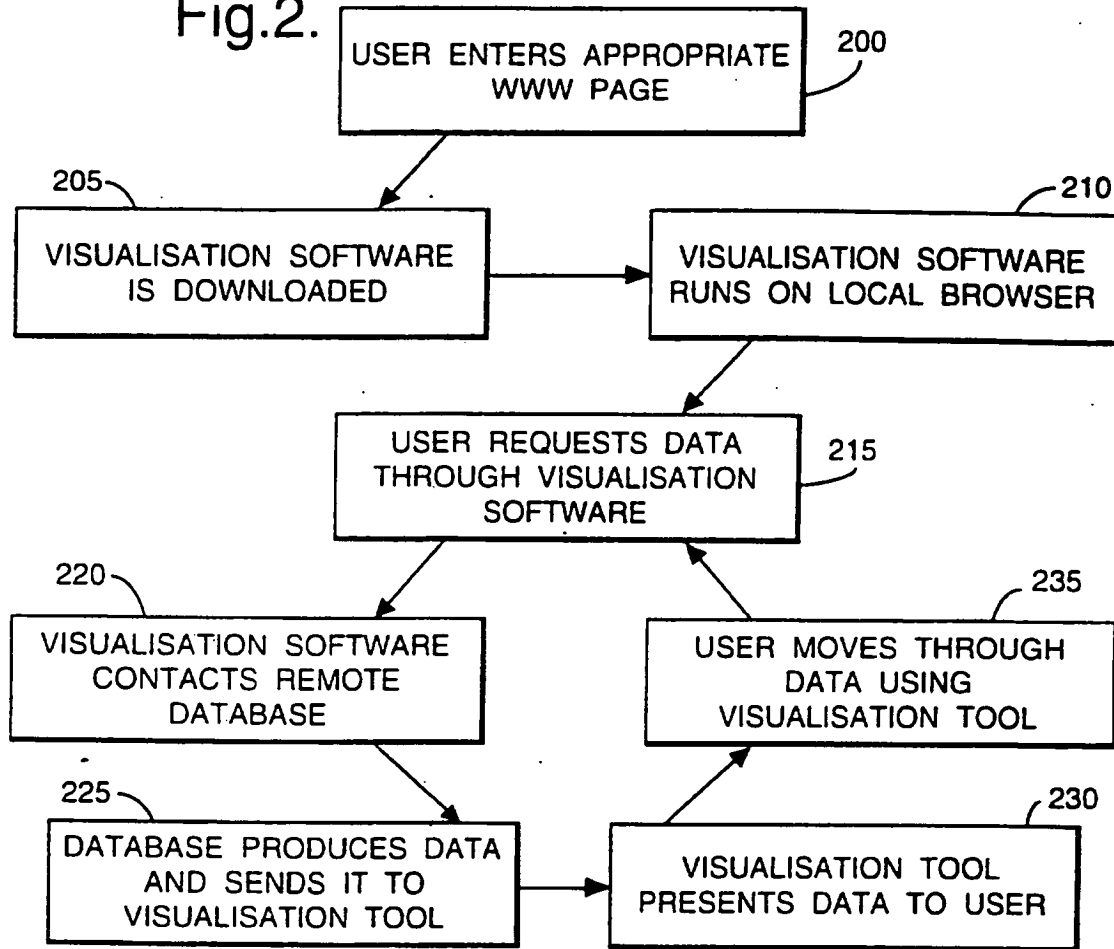 Fig.2.
USER ENTERS APPROPRIATE
WWW PAGE
200
205
VISUALISATION SOFTWARE
IS DOWNLOADED
210
VISUALISATION SOFTWARE
RUNS ON LOCAL BROWSER
USER REQUESTS DATA
THROUGH VISUALISATION
SOFTWARE
215
220
VISUALISATION SOFTWARE
CONTACTS REMOTE
DATABASE
235
USER MOVES THROUGH
DATA USING
VISUALISATION TOOL
225
DATABASE PRODUCES DATA
AND SENDS IT TO
VISUALISATION TOOL
230
VISUALISATION TOOL
PRESENTS DATA TO USER